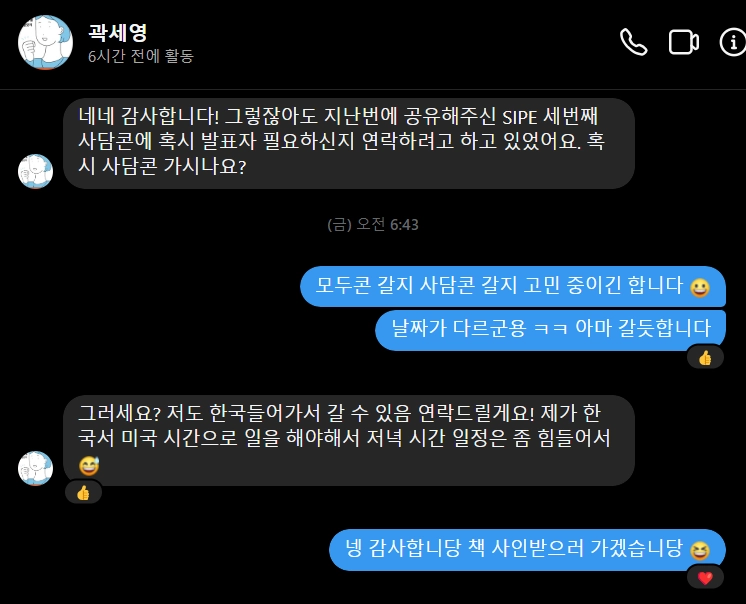 곽세영
6시간 전에 활동
네네 감사합니다! 그렇잖아도 지난번에 공유해주신 SIPE 세번째
사담콘에 혹시 발표자 필요하신지 연락하려고 하고 있었어요. 혹
시 사담콘 가시나요?
(금) 오전 6:43
모두콘 갈지 사담콘 갈지 고민 중이긴 합니다 😀
날짜가 다르군용 ㅋㅋ 아마 갈듯합니다
👍
그러세요? 저도 한국들어가서 갈 수 있음 연락드릴게요! 제가 한
국서 미국 시간으로 일을 해야해서 저녁 시간 일정은 좀 힘들어서
😅
👍
넹 감사합니당 책 사인받으러 가겠습니당 😆
❤️